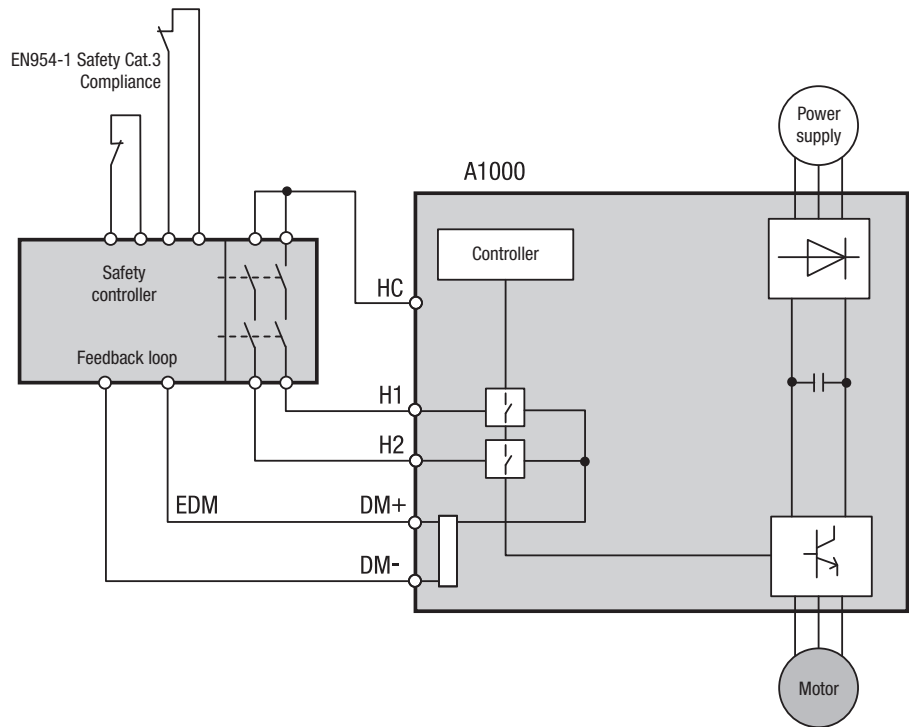 EN954-1 Safety Cat.3
Compliance
Power
supply
A1000
Safety
controller
Controller
HC
Feedback loop
H1
H2
EDM
DM+
DM-
Motor